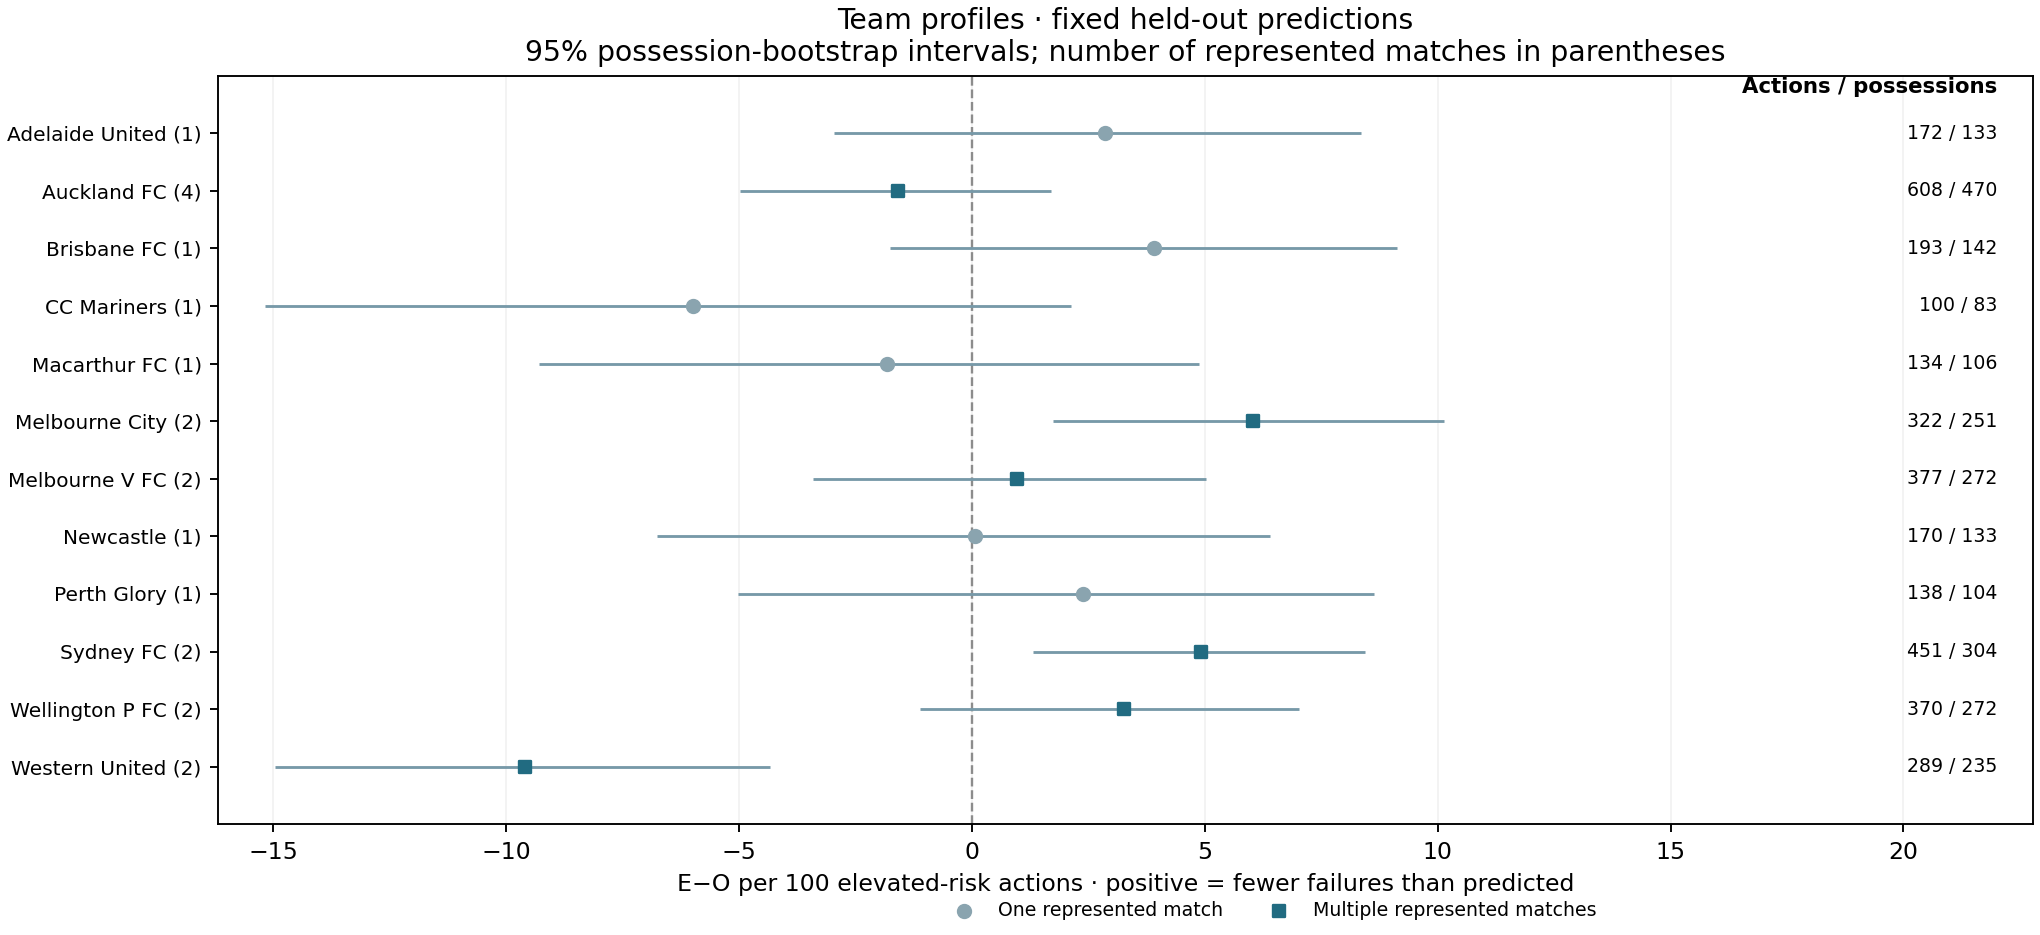 Team profiles · fixed held-out predictions
95% possession-bootstrap intervals; number of represented matches in parentheses
Actions / possessions
Adelaide United (1) 172 / 133
Auckland FC (4) 608 / 470
Brisbane FC (1) 193 / 142
CC Mariners (1) 100 / 83
Macarthur FC (1) 134 / 106
Melbourne City (2) 322 / 251
Melbourne V FC (2) 377 / 272
Newcastle (1) 170 / 133
Perth Glory (1) 138 / 104
Sydney FC (2) 451 / 304
Wellington P FC (2) 370 / 272
Western United (2) 289 / 235
−15 −10 −5 0 5 10 15 20
E−O per 100 elevated-risk actions · positive = fewer failures than predicted
One represented match Multiple represented matches